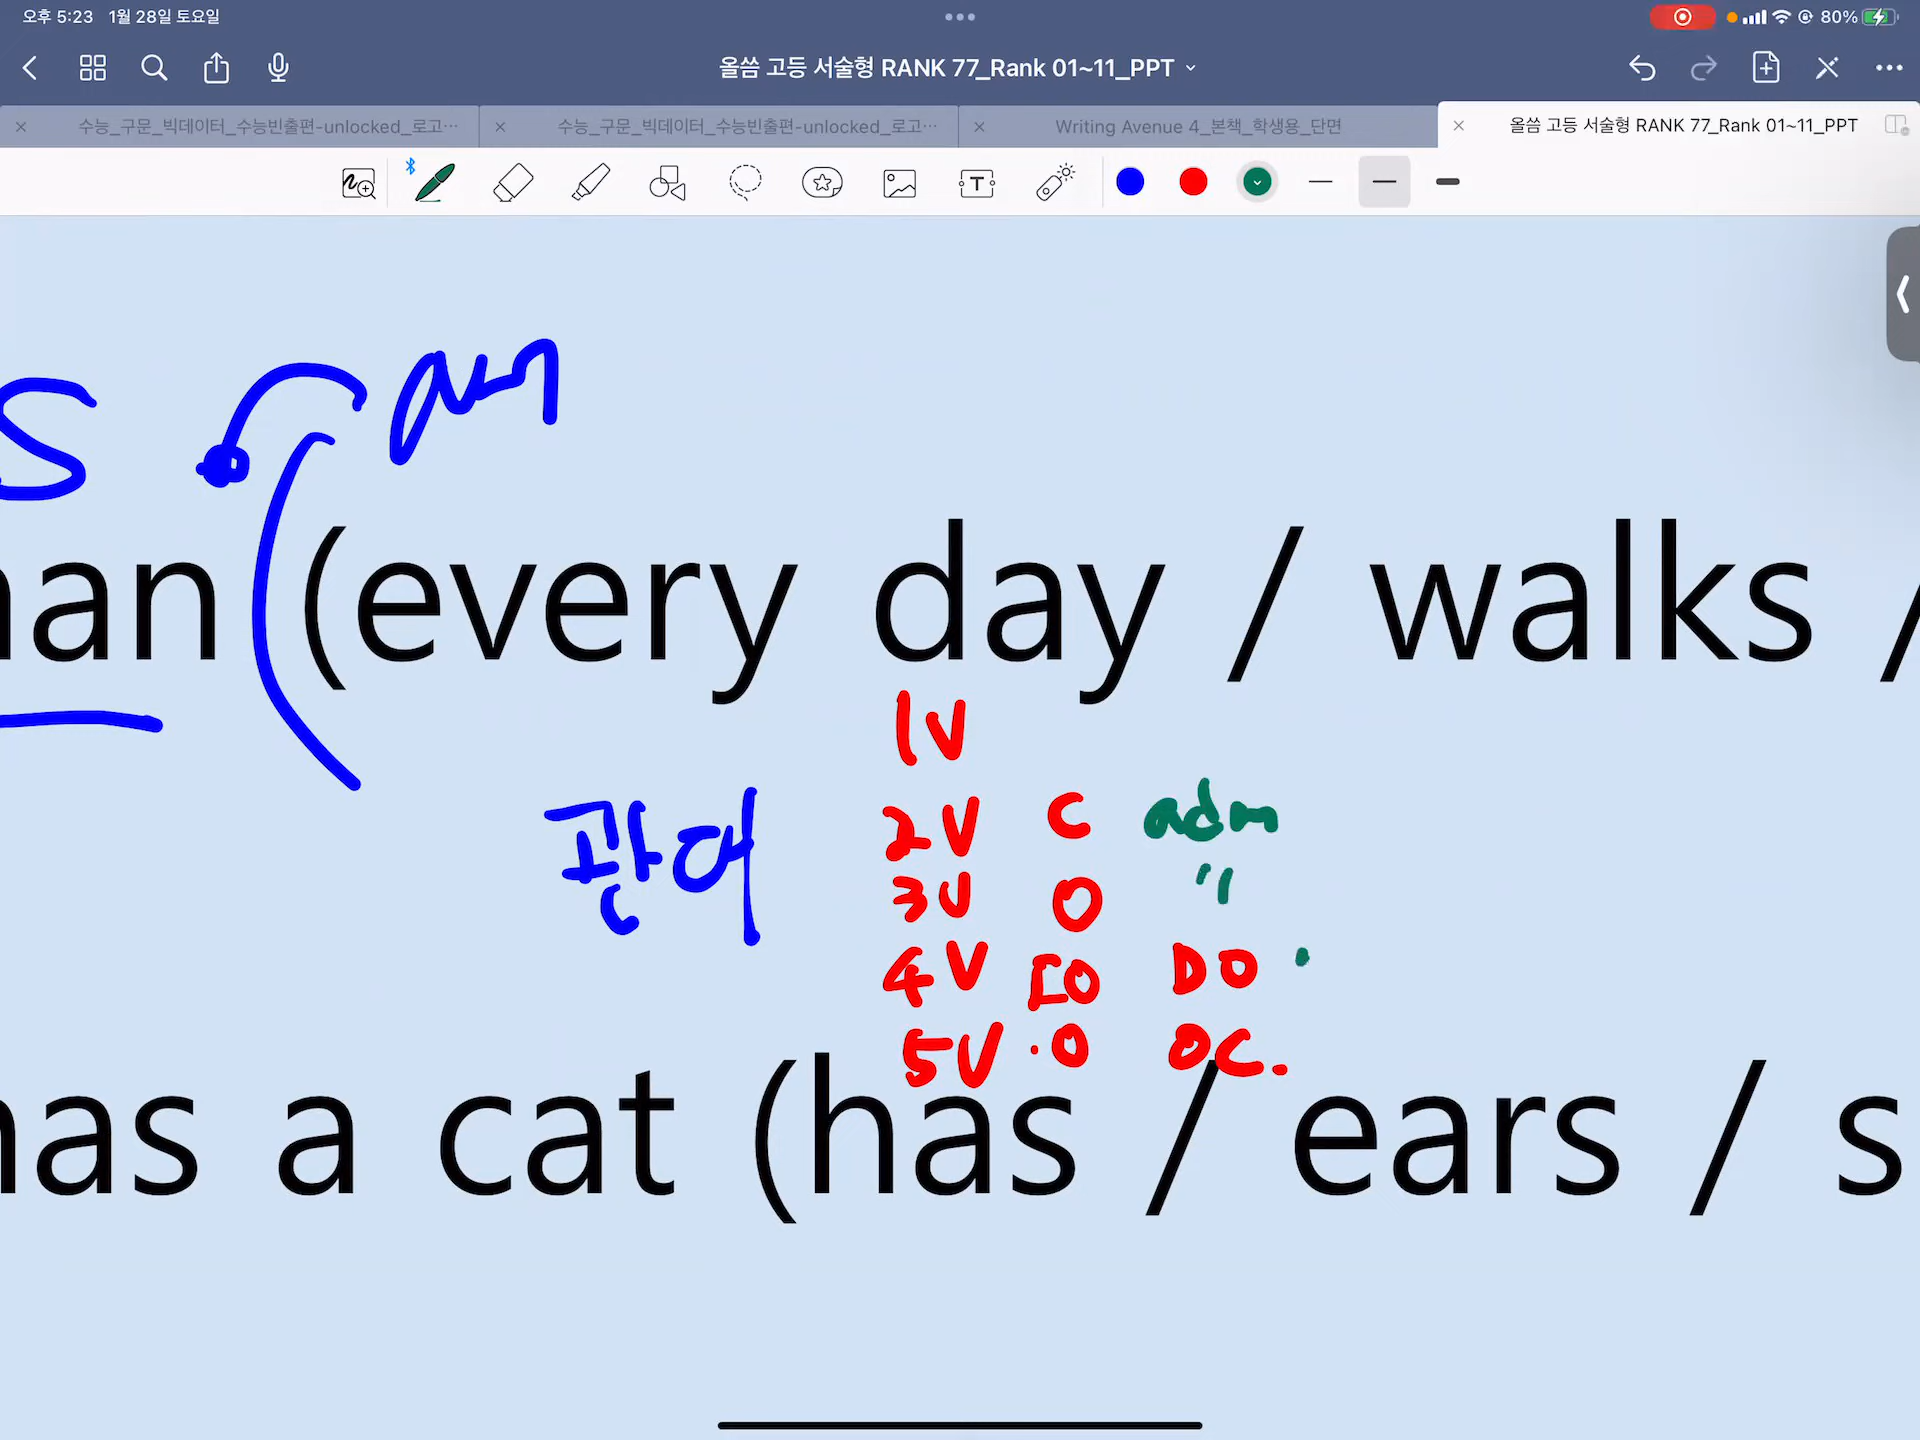 오후 5:23 1월 28일 토요일
80%
올씀 고등 서술형 RANK 77_Rank 01~11_PPT
수능_구문_빅데이터_수능빈출편-unlocked_로고…
수능_구문_빅데이터_수능빈출편-unlocked_로고…
Writing Avenue 4_본책_학생용_단면
올씀 고등 서술형 RANK 77_Rank 01~11_PPT
T
S
an (every day / walks /
1V
관대
2V C adm
3V O "
4V IO DO
5V O OC.
as a cat (has / ears / s